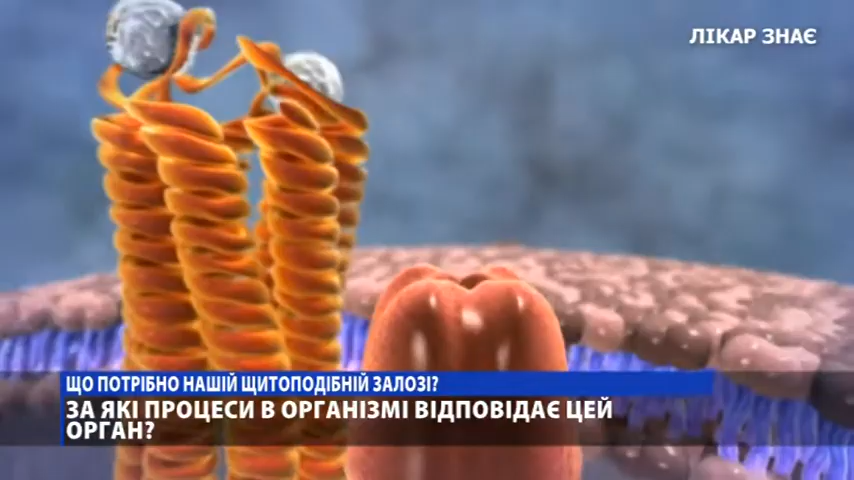 ЛІКАР ЗНАЄ
ЩО ПОТРІБНО НАШІЙ ЩИТОПОДІБНІЙ ЗАЛОЗІ?
ЗА ЯКІ ПРОЦЕСИ В ОРГАНІЗМІ ВІДПОВІДАЄ ЦЕЙ
ОРГАН?